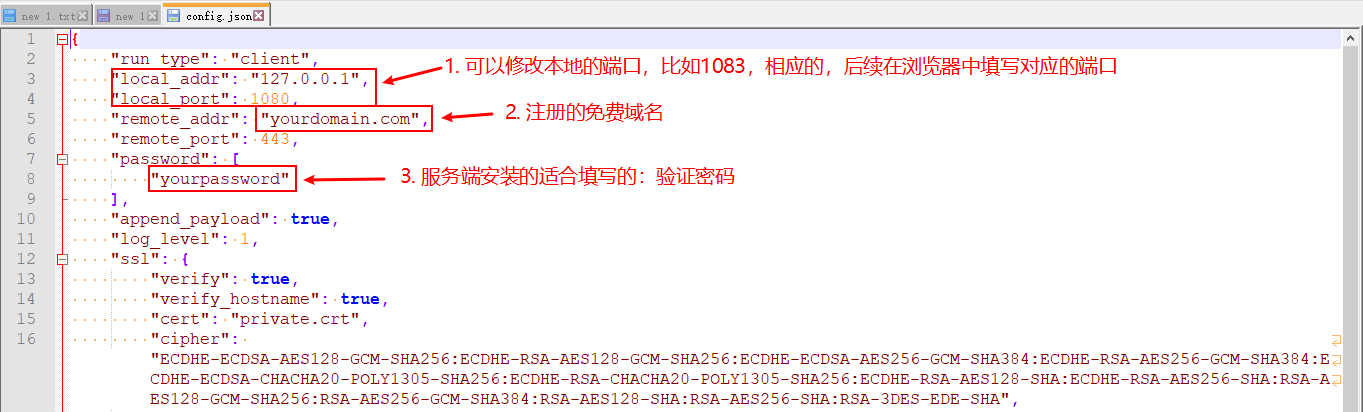 new 1.txt new 1 config.json
1 {
2 "run_type": "client",
3 "local_addr": "127.0.0.1",
1. 可以修改本地的端口，比如1083，相应的，后续在浏览器中填写对应的端口
4 "local_port": 1080,
5 "remote_addr": "yourdomain.com",
2. 注册的免费域名
6 "remote_port": 443,
7 "password": [
8 "yourpassword"
3. 服务端安装的适合填写的：验证密码
9 ],
10 "append_payload": true,
11 "log_level": 1,
12 "ssl": {
13 "verify": true,
14 "verify_hostname": true,
15 "cert": "private.crt",
16 "cipher":
"ECDHE-ECDSA-AES128-GCM-SHA256:ECDHE-RSA-AES128-GCM-SHA256:ECDHE-ECDSA-AES256-GCM-SHA384:ECDHE-RSA-AES256-GCM-SHA384:E
CDHE-ECDSA-CHACHA20-POLY1305-SHA256:ECDHE-RSA-CHACHA20-POLY1305-SHA256:ECDHE-RSA-AES128-SHA:ECDHE-RSA-AES256-SHA:RSA-A
ES128-GCM-SHA256:RSA-AES256-GCM-SHA384:RSA-AES128-SHA:RSA-AES256-SHA:RSA-3DES-EDE-SHA",